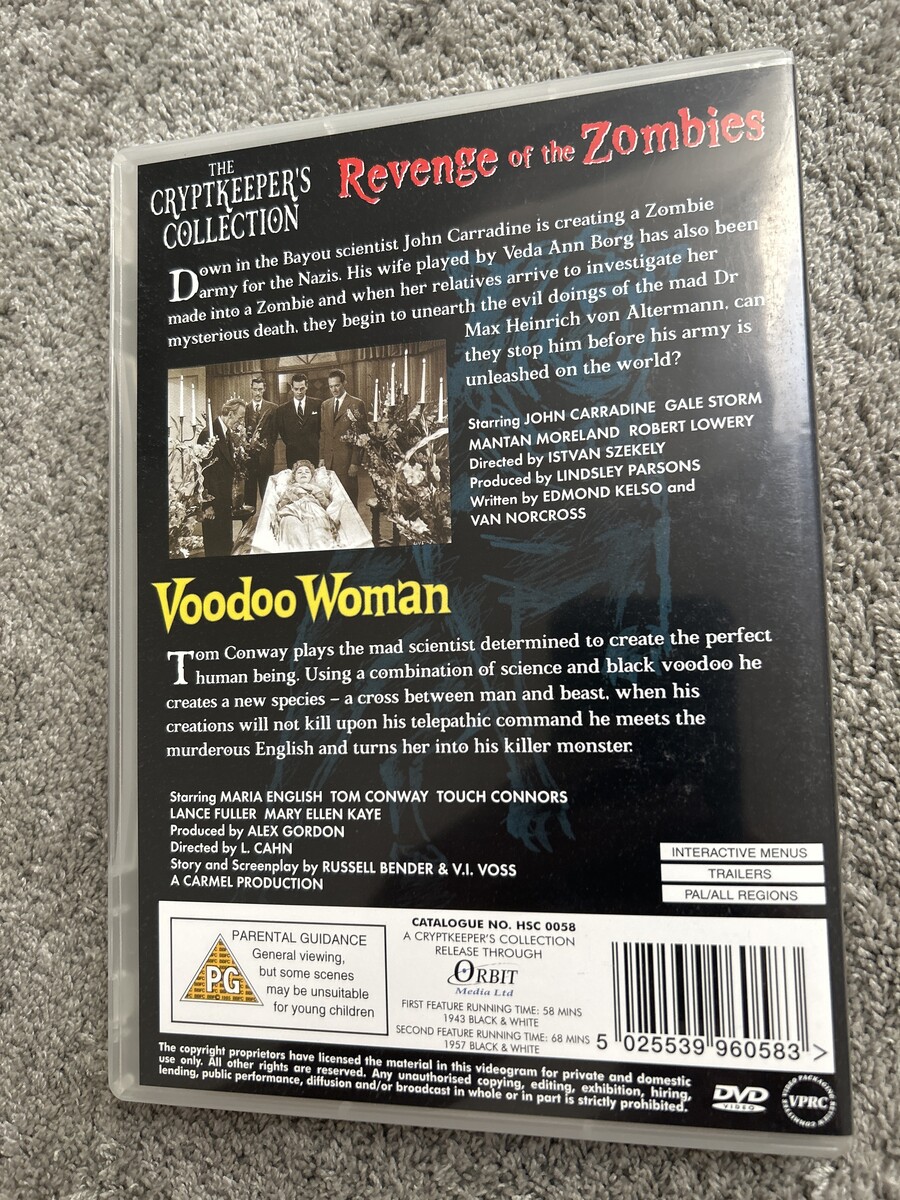 THE
CRYPTKEEPER'S
COLLECTION
Revenge of the Zombies
Down in the Bayou scientist John Carradine is creating a Zombie
army for the Nazis. His wife played by Veda Ann Borg has also been
made into a Zombie and when her relatives arrive to investigate her
mysterious death, they begin to unearth the evil doings of the mad Dr
Max Heinrich von Altermann, can
they stop him before his army is
unleashed on the world?
Starring JOHN CARRADINE GALE STORM
MANTAN MORELAND ROBERT LOWERY
Directed by ISTVAN SZEKELY
Produced by LINDSLEY PARSONS
Written by EDMOND KELSO and
VAN NORCROSS
Voodoo Woman
Tom Conway plays the mad scientist determined to create the perfect
human being. Using a combination of science and black voodoo he
creates a new species – a cross between man and beast, when his
creations will not kill upon his telepathic command he meets the
murderous English and turns her into his killer monster.
Starring MARIA ENGLISH TOM CONWAY TOUCH CONNORS
LANCE FULLER MARY ELLEN KAYE
Produced by ALEX GORDON
Directed by L. CAHN
Story and Screenplay by RUSSELL BENDER & V.I. VOSS
A CARMEL PRODUCTION
INTERACTIVE MENUS
TRAILERS
PAL/ALL REGIONS
PG
PARENTAL GUIDANCE
General viewing,
but some scenes
may be unsuitable
for young children
CATALOGUE NO. HSC 0058
A CRYPTKEEPER'S COLLECTION
RELEASE THROUGH
ORBIT
Media Ltd
FIRST FEATURE RUNNING TIME: 58 MINS
1943 BLACK & WHITE
SECOND FEATURE RUNNING TIME: 68 MINS
1957 BLACK & WHITE
5 025539 960583 >
The copyright proprietors have licensed the material in this videogram for private and domestic
use only. All other rights are reserved. Any unauthorised copying, editing, exhibition, hiring,
lending, public performance, diffusion and/or broadcast in whole or in part is strictly prohibited.
DVD
VIDEO
VIDEO PACKAGING REVIEW COMMITTEE
VPRC